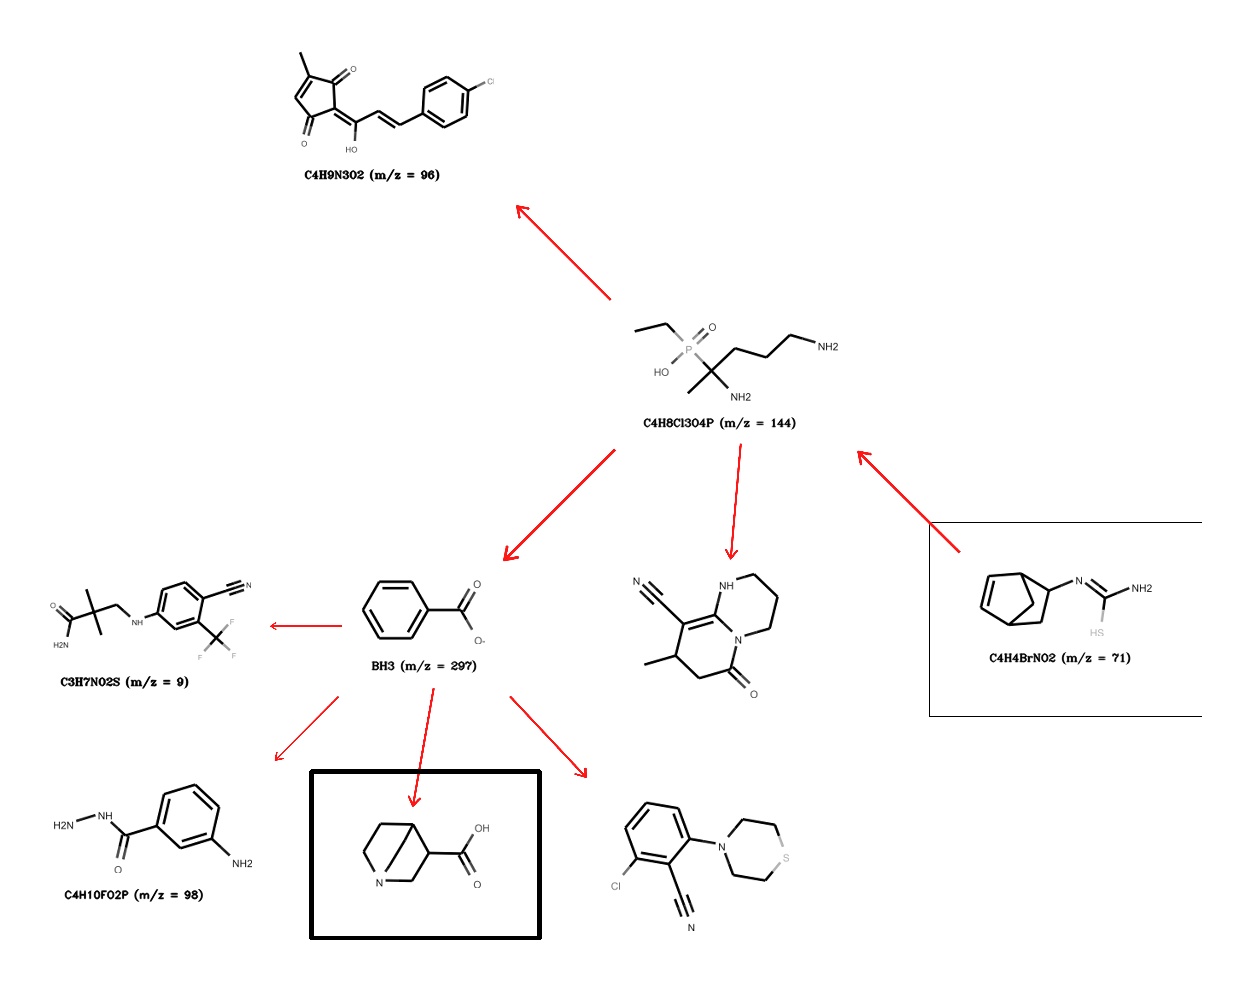 O
Cl
O
HO
C4H9N3O2 (m/z = 96)
O
P
HO
NH2
NH2
C4H8Cl3O4P (m/z = 144)
O
H2N
NH
N
F
F
F
C3H7NO2S (m/z = 9)
O
O-
BH3 (m/z = 297)
N
NH
N
O
N
NH2
HS
C4H4BrNO2 (m/z = 71)
H2N
NH
O
NH2
C4H10FO2P (m/z = 98)
OH
N
O
N
S
Cl
N